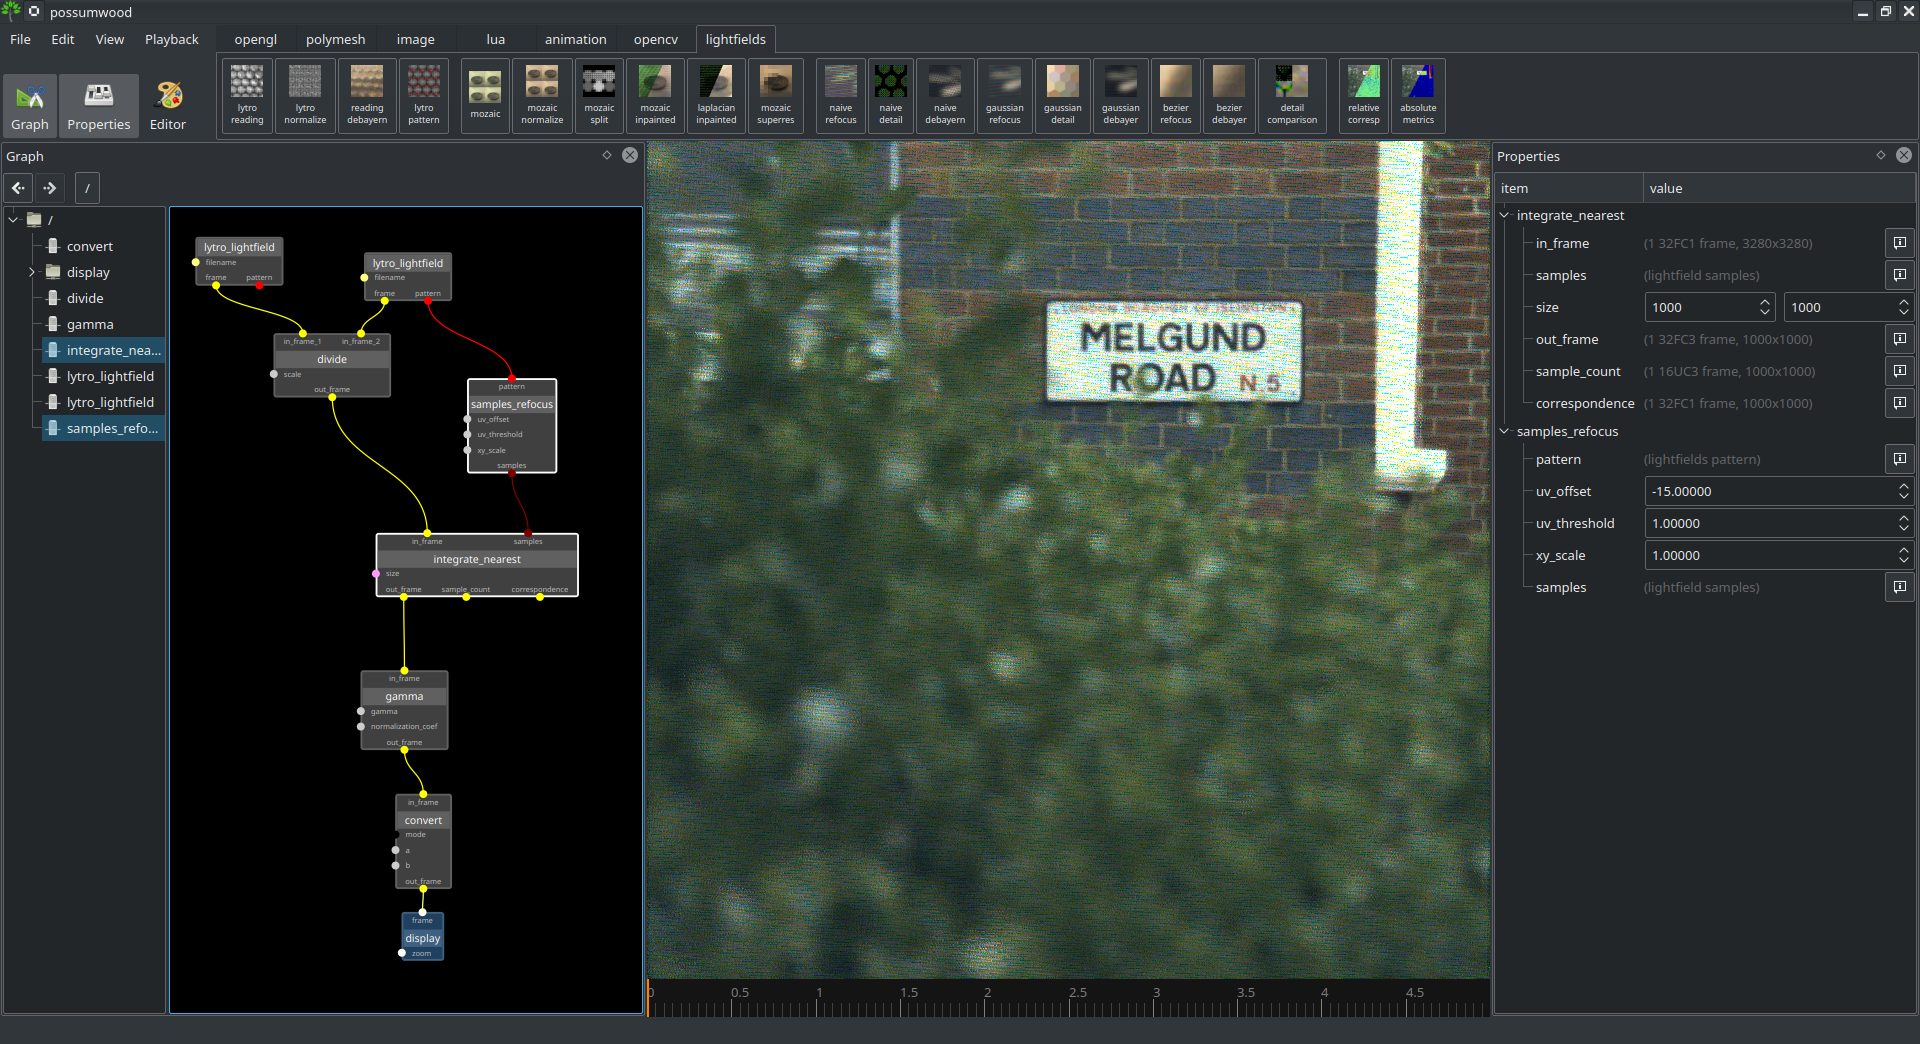 possumwood
File Edit View Playback
opengl polymesh image lua animation opencv lightfields
Graph Properties Editor
lytro reading
lytro normalize
reading debayern
lytro pattern
mozaic
mozaic normalize
mozaic split
mozaic inpainted
laplacian inpainted
mozaic superres
naive refocus
naive detail
naive debayern
gaussian refocus
gaussian detail
gaussian debayer
bezier refocus
bezier debayer
detail comparison
relative corresp
absolute metrics
Graph
/
/
convert
display
divide
gamma
integrate_nea...
lytro_lightfield
lytro_lightfield
samples_refo...
lytro_lightfield
filename
frame pattern
lytro_lightfield
filename
frame pattern
in_frame_1 in_frame_2
divide
scale
out_frame
pattern
samples_refocus
uv_offset
uv_threshold
xy_scale
samples
in_frame samples
integrate_nearest
size
out_frame sample_count correspondence
in_frame
gamma
gamma
normalization_coef
out_frame
in_frame
convert
mode
a
b
out_frame
frame
display
zoom
MELGUND
ROAD N 5
0 0.5 1 1.5 2 2.5 3 3.5 4 4.5
Properties
item value
integrate_nearest
in_frame (1 32FC1 frame, 3280x3280)
samples (lightfield samples)
size 1000 1000
out_frame (1 32FC3 frame, 1000x1000)
sample_count (1 16UC3 frame, 1000x1000)
correspondence (1 32FC1 frame, 1000x1000)
samples_refocus
pattern (lightfields pattern)
uv_offset -15.00000
uv_threshold 1.00000
xy_scale 1.00000
samples (lightfield samples)